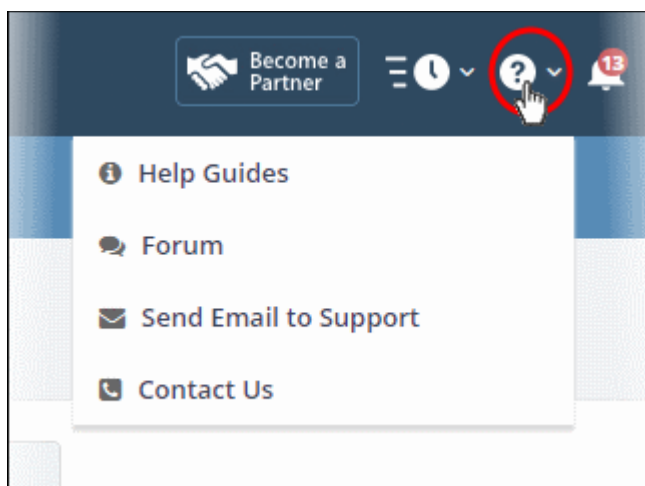 Become a
Partner
13
Help Guides
Forum
Send Email to Support
Contact Us